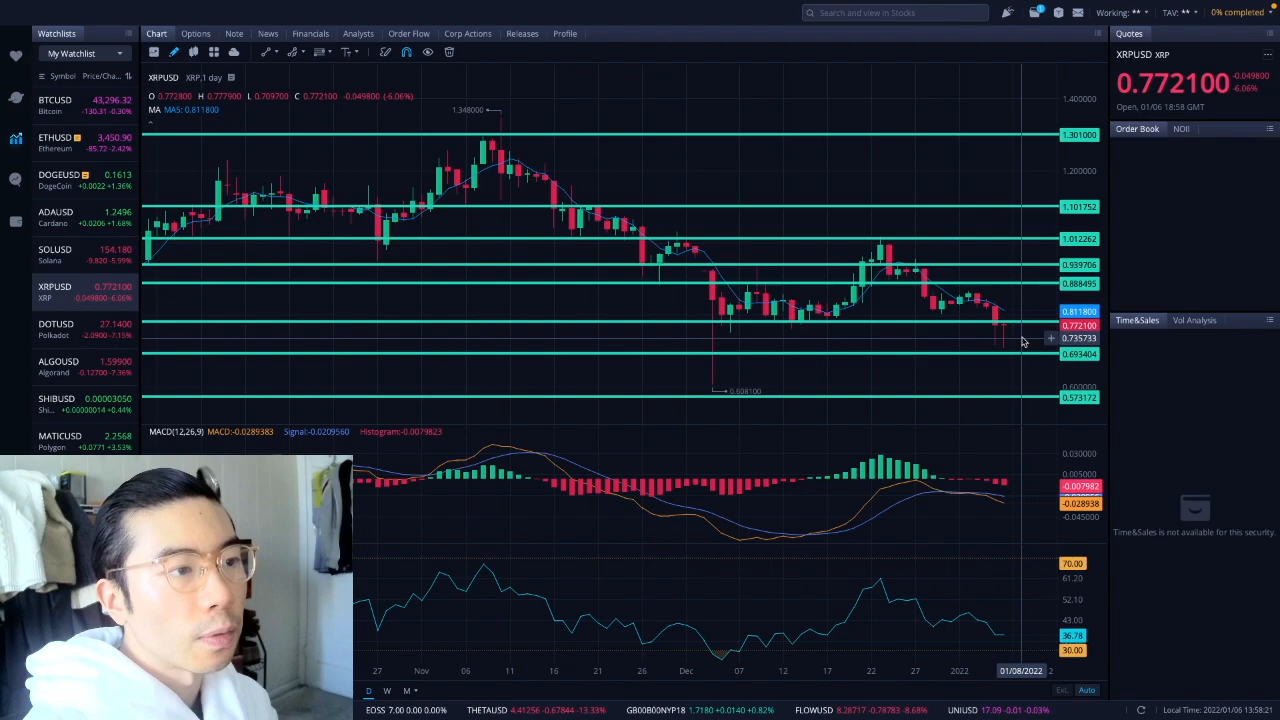 Search and view in Stocks
1
Working: **
TAV: **
0% completed
Watchlists
Chart
Options
Note
News
Financials
Analysts
Order Flow
Corp Actions
Releases
Profile
Quotes
My Watchlist
Symbol Price/Cha...
BTCUSD 43,296.32
Bitcoin -130.31 -0.30%
ETHUSD 3,450.90
Ethereum -85.72 -2.42%
DOGEUSD 0.1613
DogeCoin +0.0022 +1.36%
ADAUSD 1.2496
Cardano +0.0206 +1.68%
SOLUSD 154.180
Solana -9.820 -5.99%
XRPUSD 0.772100
XRP -0.049800 -6.06%
DOTUSD 27.1400
Polkadot -2.0900 -7.15%
ALGOUSD 1.59900
Algorand -0.12700 -7.36%
SHIBUSD 0.00003050
Shi... +0.00000014 +0.44%
MATICUSD 2.2568
Polygon +0.0771 +3.53%
XRPUSD XRP,1 day
O 0.772800 H 0.777900 L 0.709700 C 0.772100 -0.049800 (-6.06%)
MA MA5: 0.811800
1.348000
0.608100
1.400000
1.301000
1.200000
1.101752
1.012262
0.939706
0.888495
0.811800
0.772100
0.735733
0.693404
0.600000
0.573172
MACD(12,26,9) MACD:-0.0289383 Signal:-0.0209560 Histogram:-0.0079823
0.030000
0.005000
-0.007982
-0.028938
-0.045000
70.00
61.20
52.10
43.00
36.78
30.00
27 Nov 06 11 16 21 26 Dec 07 12 17 22 27 2022 01/08/2022 2
D W M
Ext.
Auto
XRPUSD XRP
0.772100
-0.049800
-6.06%
Open, 01/06 18:58 GMT
Order Book
NOII
Time&Sales
Vol Analysis
Time&Sales is not available for this security.
EOSS 7.00 0.00 0.00%
THETAUSD 4.41256 -0.67844 -13.33%
GB00B00NYP18 1.7180 +0.0140 +0.82%
FLOWUSD 8.28717 -0.78783 -8.68%
UNIUSD 17.09 -0.01 -0.03%
Local Time: 2022/01/06 13:58:21